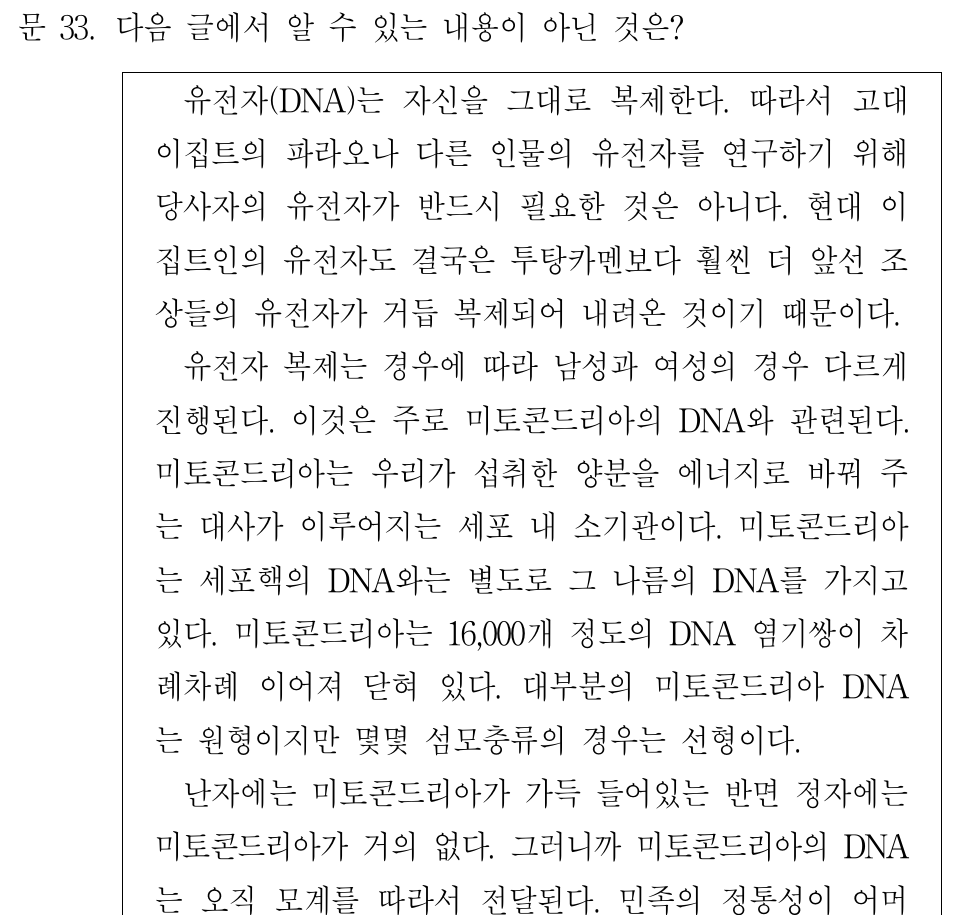 문 33. 다음 글에서 알 수 있는 내용이 아닌 것은?
유전자(DNA)는 자신을 그대로 복제한다. 따라서 고대
이집트의 파라오나 다른 인물의 유전자를 연구하기 위해
당사자의 유전자가 반드시 필요한 것은 아니다. 현대 이
집트인의 유전자도 결국은 투탕카멘보다 훨씬 더 앞선 조
상들의 유전자가 거듭 복제되어 내려온 것이기 때문이다.
유전자 복제는 경우에 따라 남성과 여성의 경우 다르게
진행된다. 이것은 주로 미토콘드리아의 DNA와 관련된다.
미토콘드리아는 우리가 섭취한 양분을 에너지로 바꿔 주
는 대사가 이루어지는 세포 내 소기관이다. 미토콘드리아
는 세포핵의 DNA와는 별도로 그 나름의 DNA를 가지고
있다. 미토콘드리아는 16,000개 정도의 DNA 염기쌍이 차
례차례 이어져 닫혀 있다. 대부분의 미토콘드리아 DNA
는 원형이지만 몇몇 섬모충류의 경우는 선형이다.
난자에는 미토콘드리아가 가득 들어있는 반면 정자에는
미토콘드리아가 거의 없다. 그러니까 미토콘드리아의 DNA
는 오직 모계를 따라서 전달된다. 민족의 정통성이 어머